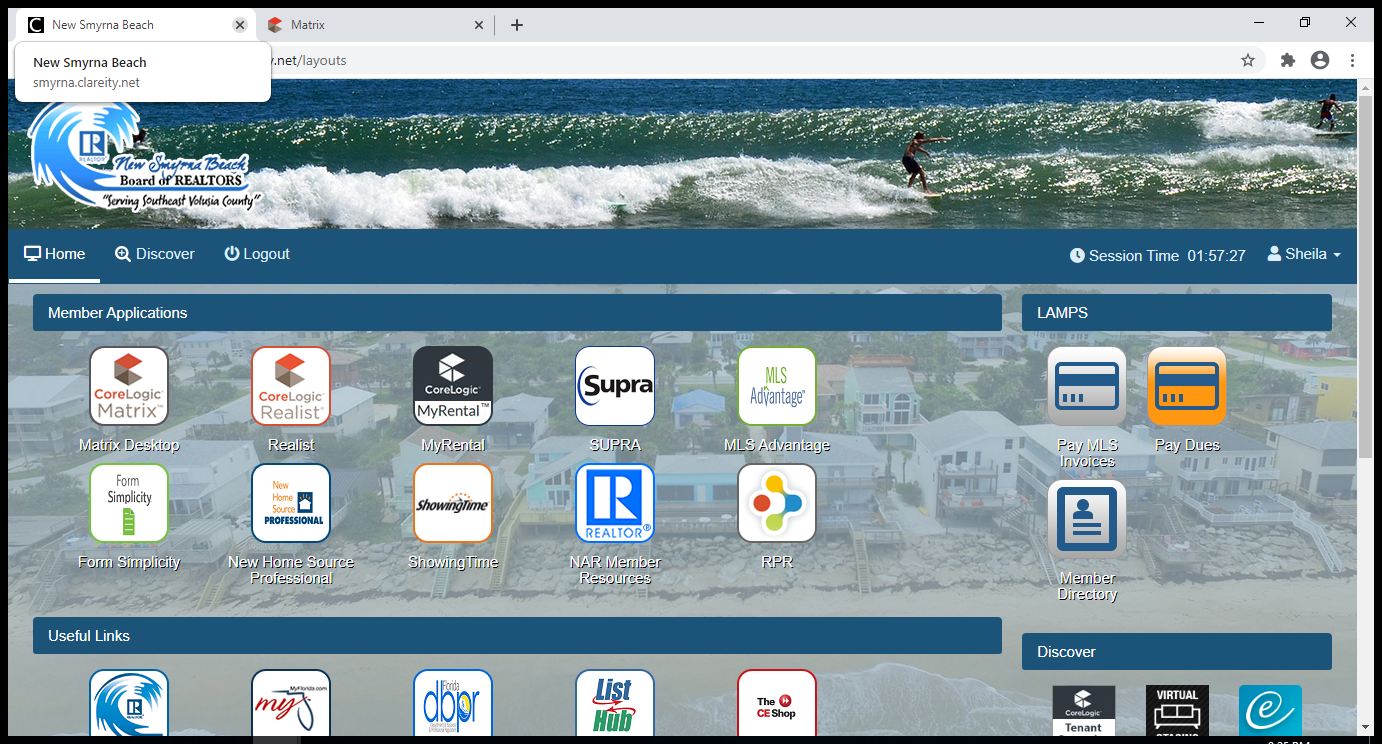 New Smyrna Beach
Matrix
New Smyrna Beach
smyrna.clareity.net
.net/layouts
R
REALTOR
New Smyrna Beach
Board of REALTORS
"Serving Southeast Volusia County"
Home
Discover
Logout
Session Time 01:57:27
Sheila
Member Applications
LAMPS
CoreLogic
Matrix™
CoreLogic
Realist®
CoreLogic
MyRental™
Supra
MLS
Advantage™
Matrix Desktop
Realist
MyRental
SUPRA
MLS Advantage
Pay MLS
Invoices
Pay Dues
Form
Simplicity
New
Home
Source
PROFESSIONAL
ShowingTime
R
REALTOR®
Form Simplicity
New Home Source
Professional
ShowingTime
NAR Member
Resources
RPR
Member
Directory
Useful Links
Discover
R
MyFlorida.com
my
Florida
dbpr
List
Hub
The
CE Shop
CoreLogic
Tenant
VIRTUAL
e